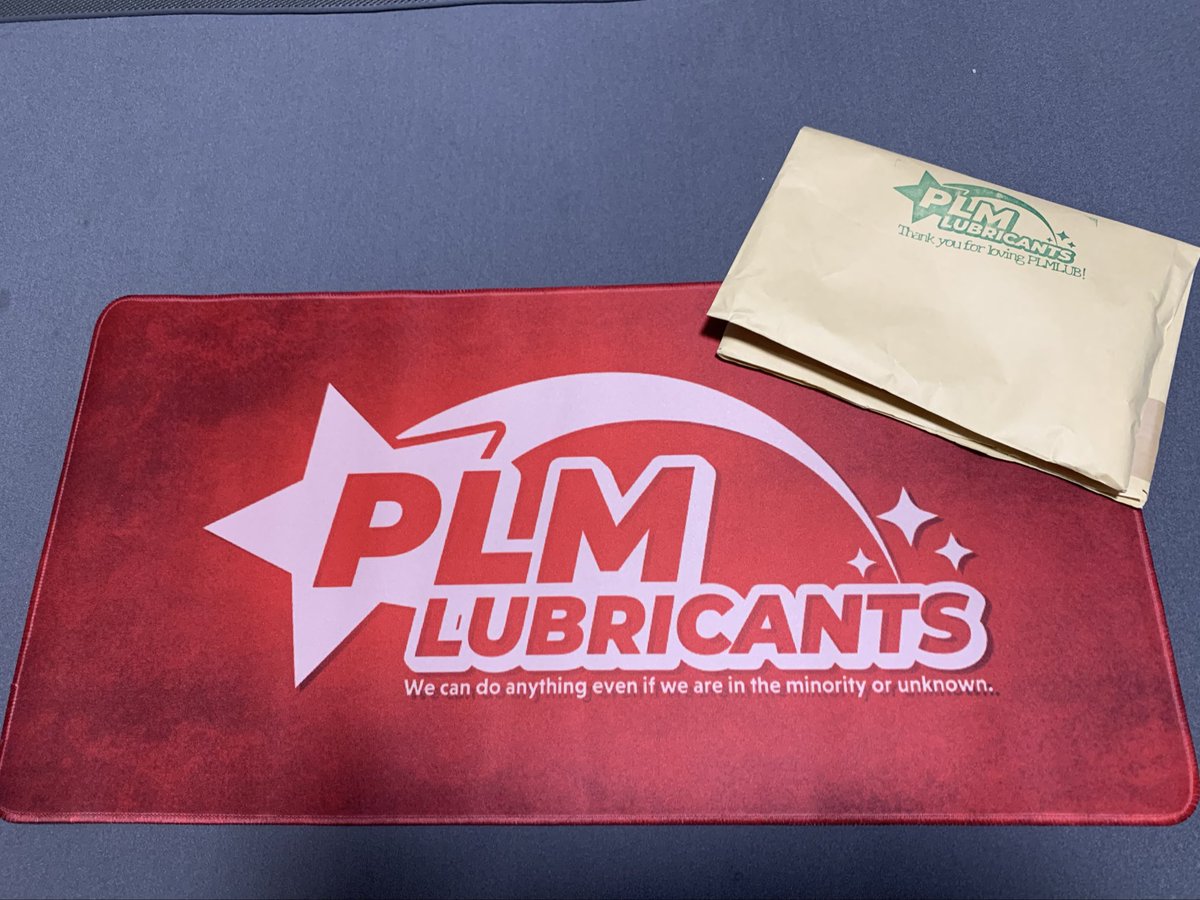 PLM
LUBRICANTS
Thank you for loving PLMLUB!
PLM
LUBRICANTS
We can do anything even if we are in the minority or unknown.